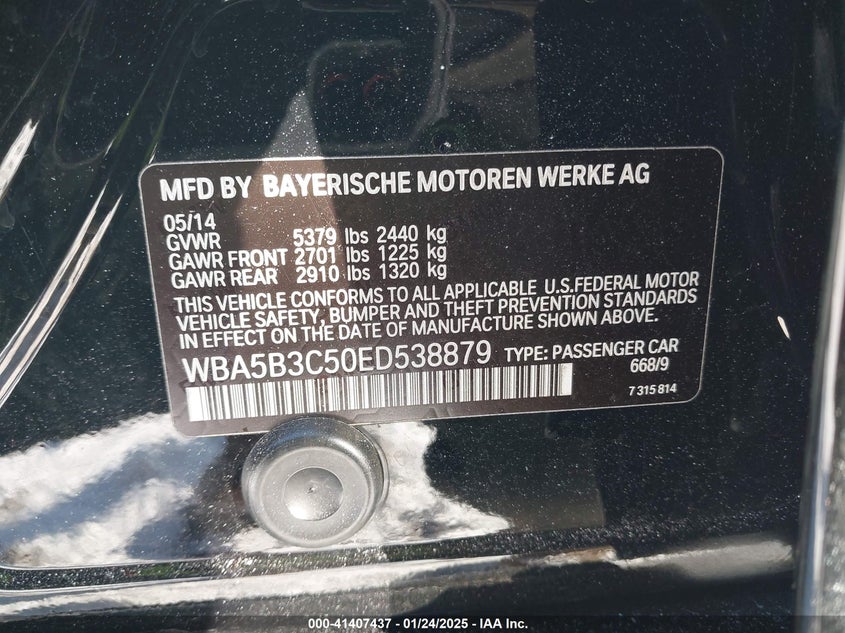 MFD BY BAYERISCHE MOTOREN WERKE AG
05/14
GVWR 5379 lbs 2440 kg
GAWR FRONT 2701 lbs 1225 kg
GAWR REAR 2910 lbs 1320 kg
THIS VEHICLE CONFORMS TO ALL APPLICABLE U.S.FEDERAL MOTOR
VEHICLE SAFETY, BUMPER AND THEFT PREVENTION STANDARDS
IN EFFECT ON THE DATE OF MANUFACTURE SHOWN ABOVE.
WBA5B3C50ED538879 TYPE: PASSENGER CAR
668/9
7 315 814
000-41407437 - 01/24/2025 - IAA Inc.